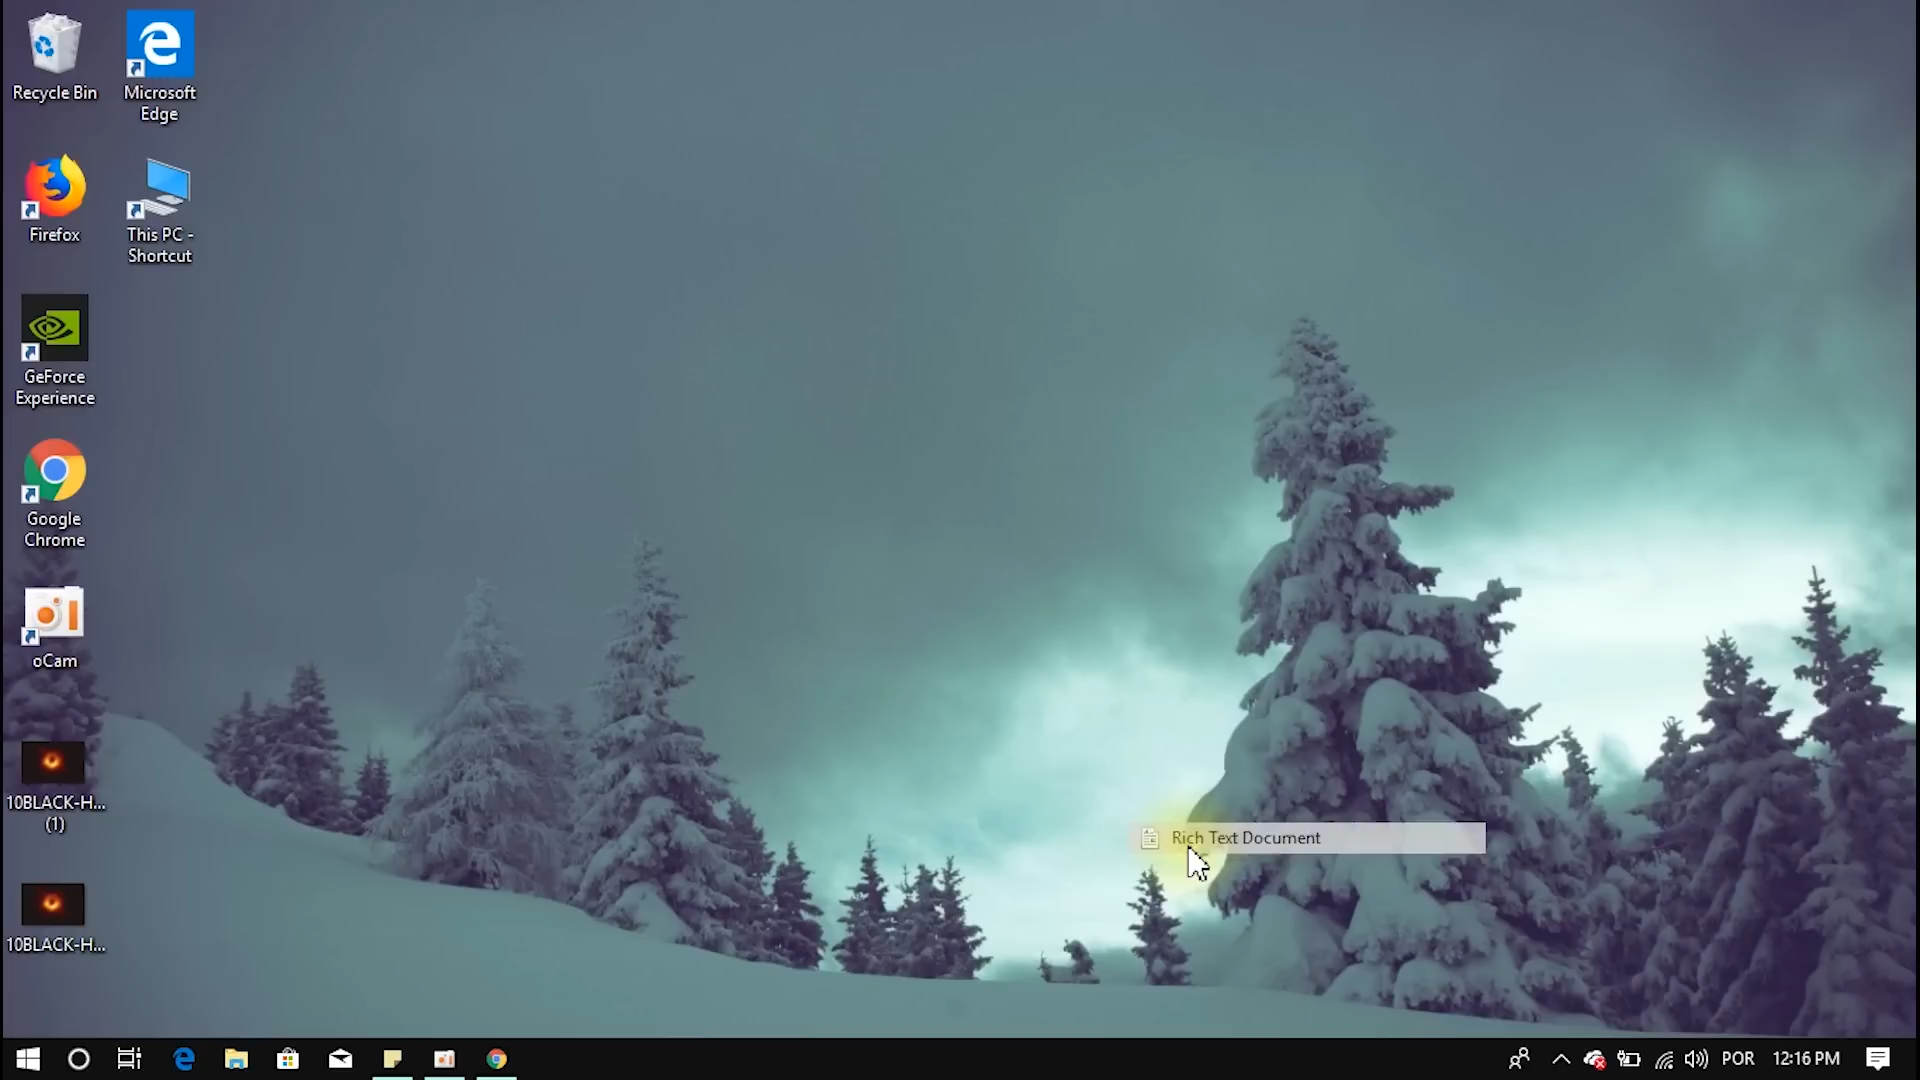 Recycle Bin
Microsoft
Edge
Firefox
This PC -
Shortcut
GeForce
Experience
Google
Chrome
oCam
10BLACK-H...
(1)
10BLACK-H...
Rich Text Document
POR
12:16 PM